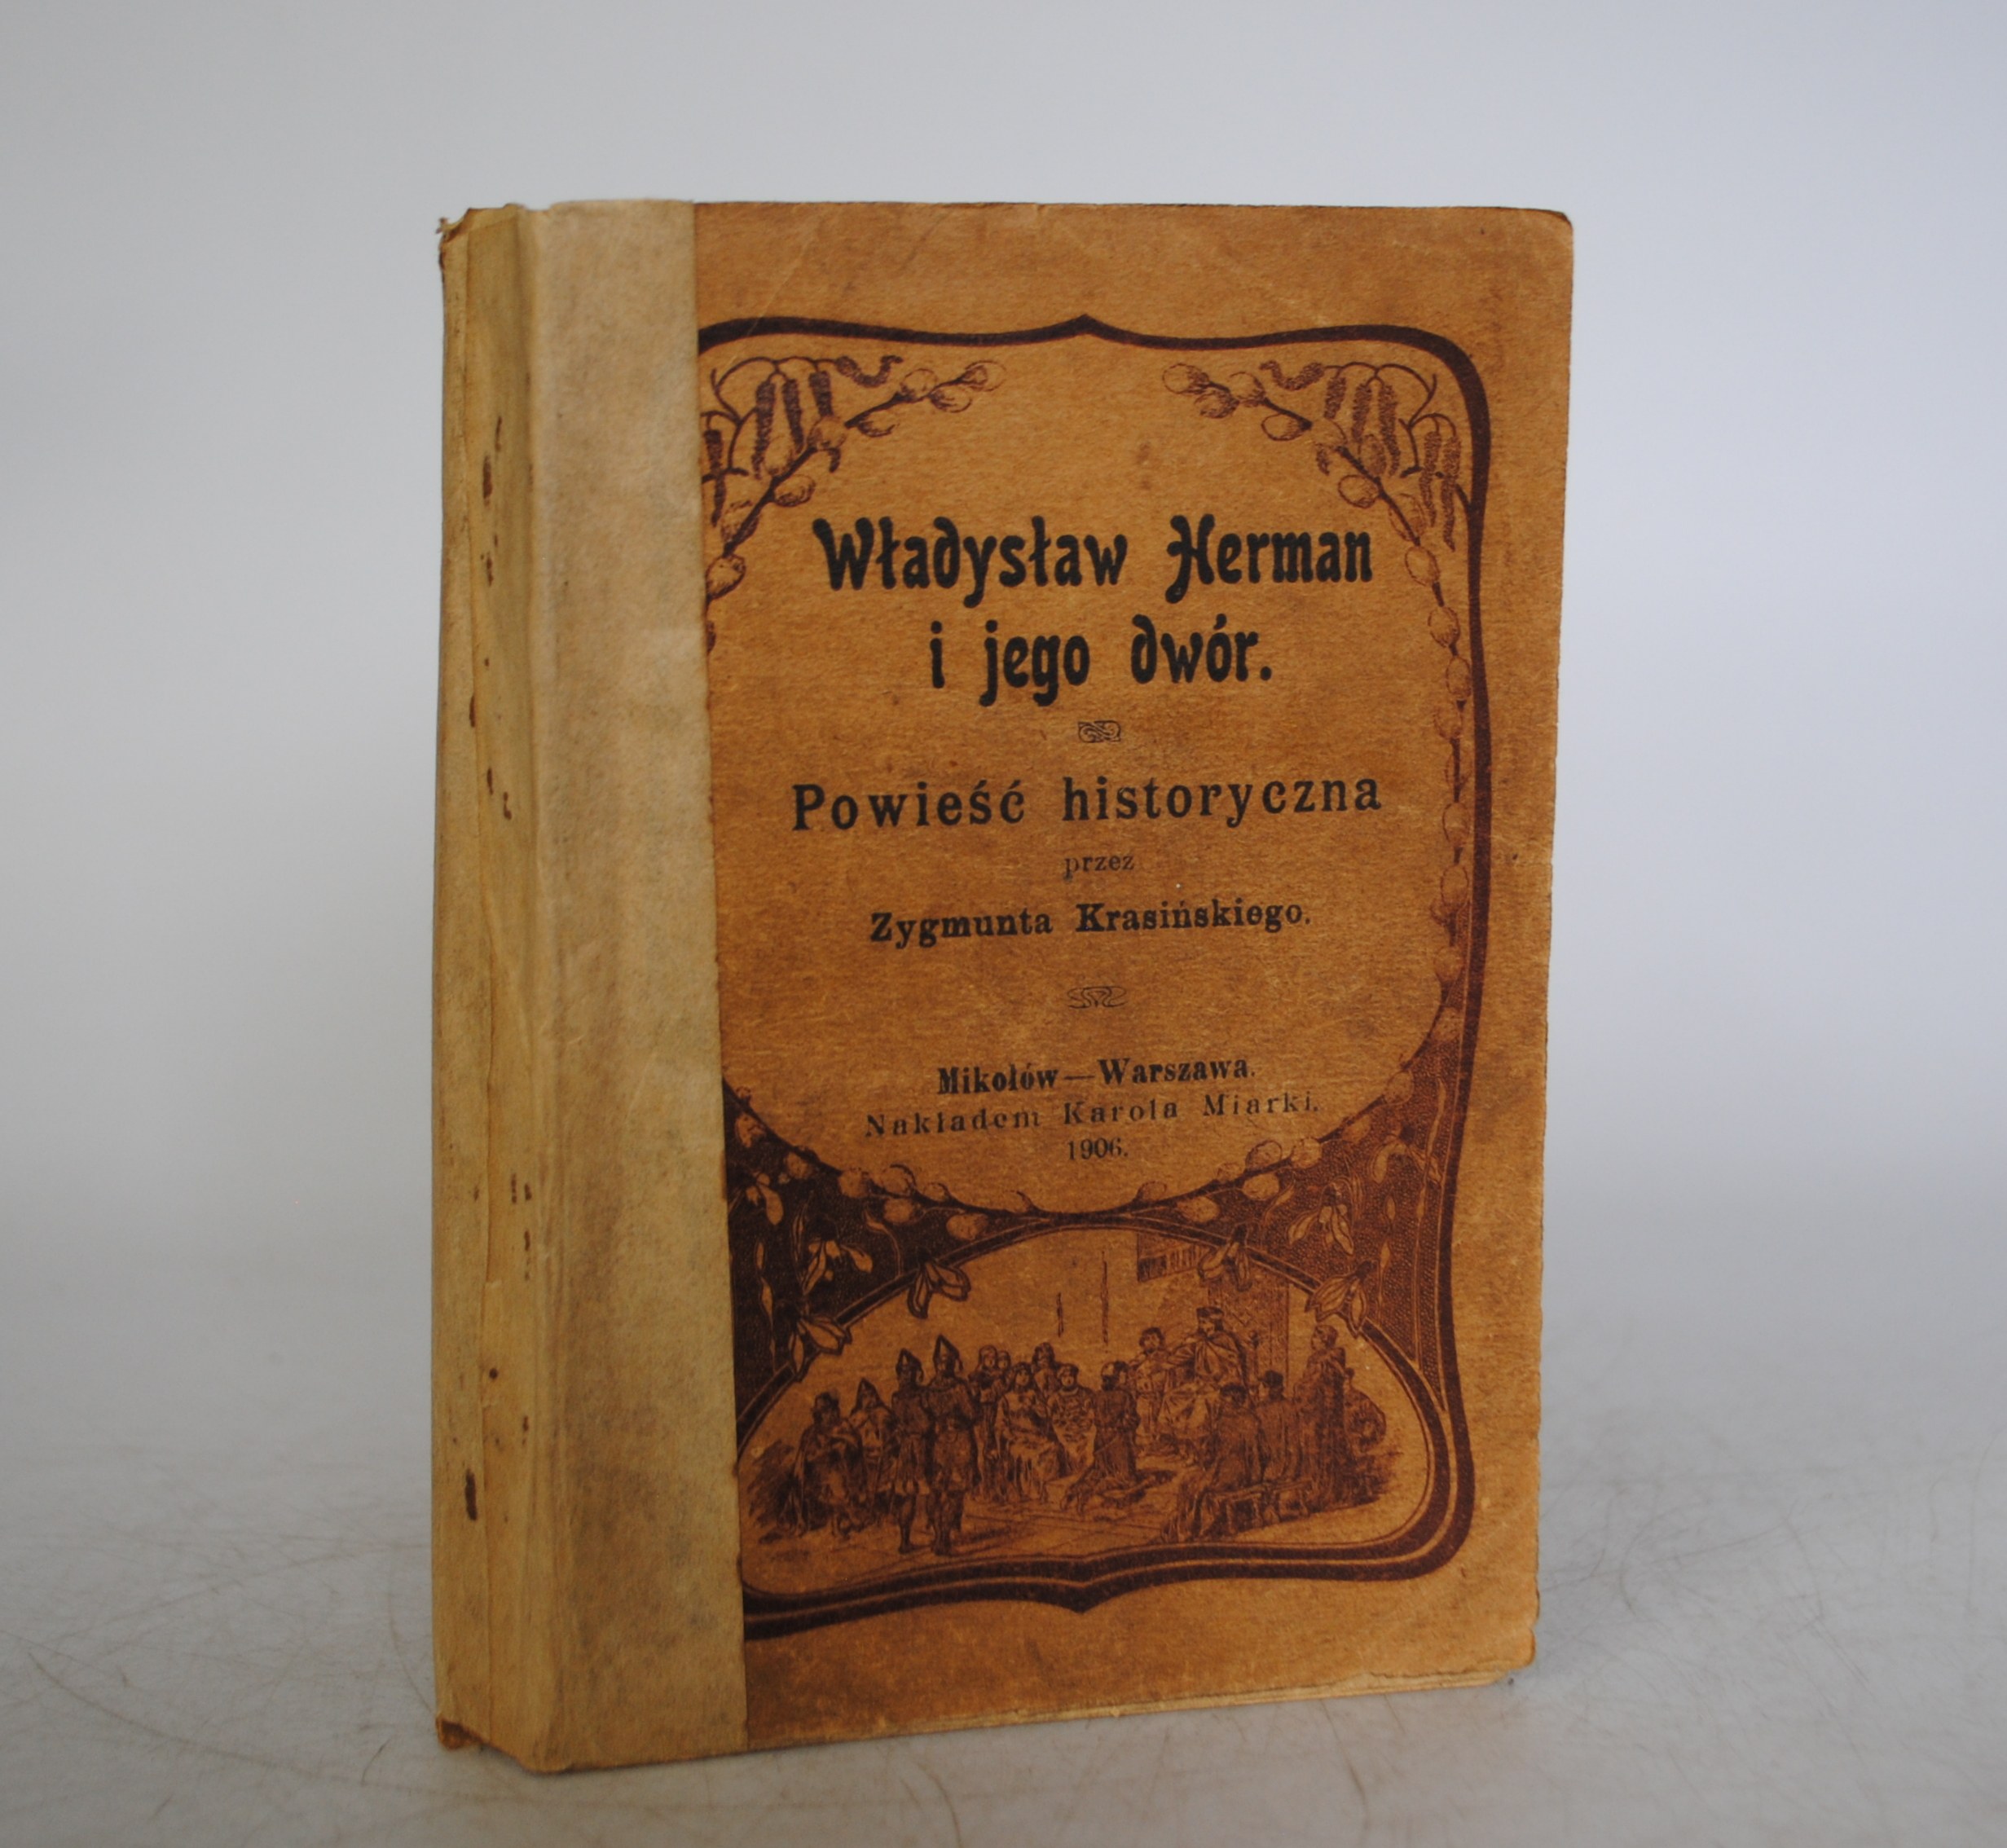 Władysław Herman
i jego dwór.
Powieść historyczna
przez
Zygmunta Krasińskiego.
Mikołów—Warszawa.
Nakładem Karola Miarki.
1906.